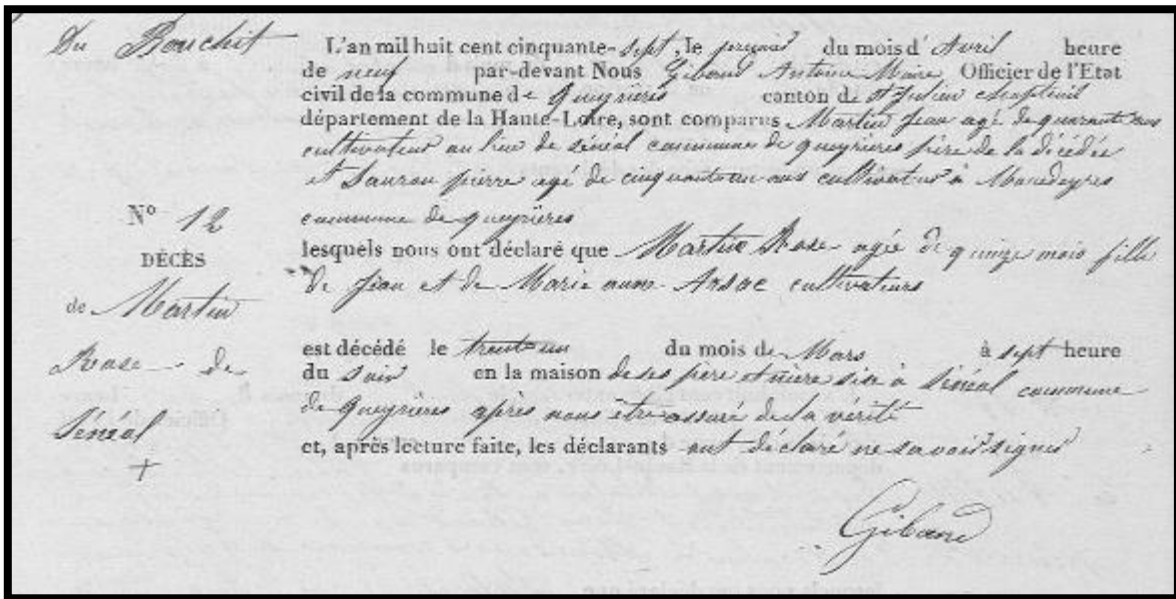 Du Bouchit
L'an mil huit cent cinquante-sept, le premier du mois d'Avril heure
de neuf par-devant Nous Gibaud Antoine Maire Officier de l'Etat
civil de la commune de Queyrières canton de St Julien Chapteuil
département de la Haute-Loire, sont comparus Martin Jean agé de quarante ans
cultivateur au lieu de Sénéal commune de queyrières père de la décédée
et Sauron pierre agé de cinquante un ans cultivateur à Moucdeyres
commune de queyrières
lesquels nous ont déclaré que Martin Rose agée de quinze mois fille
de Jean et de Marie Arsac cultivateurs
est décédé le trente un du mois de Mars à sept heure
du soir en la maison de ses père et mère sise à Sénéal commune
de queyrières après nous être assuré de la vérité
et, après lecture faite, les déclarants ont déclaré ne savoir signer
Gibaud
N° 12
DÉCÈS
de Martin
Rose de
Sénéal